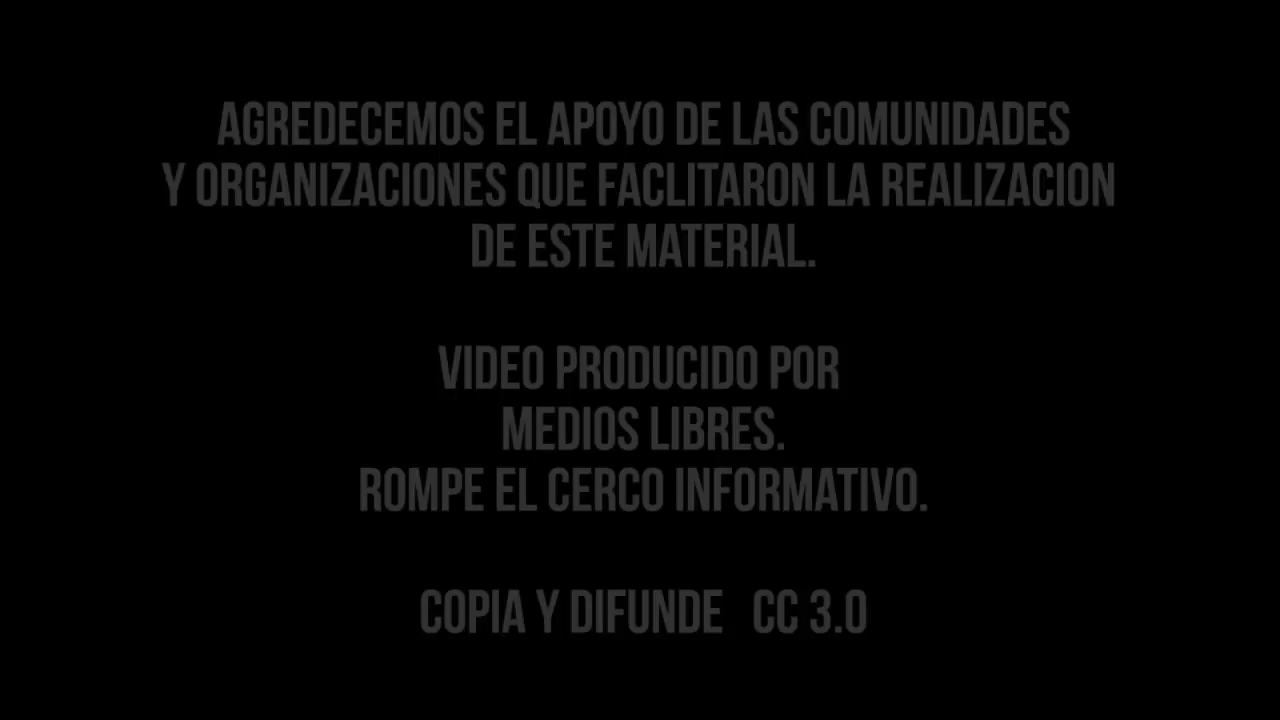 AGREDECEMOS EL APOYO DE LAS COMUNIDADES
Y ORGANIZACIONES QUE FACLITARON LA REALIZACION
DE ESTE MATERIAL.
VIDEO PRODUCIDO POR
MEDIOS LIBRES.
ROMPE EL CERCO INFORMATIVO.
COPIA Y DIFUNDE CC 3.0